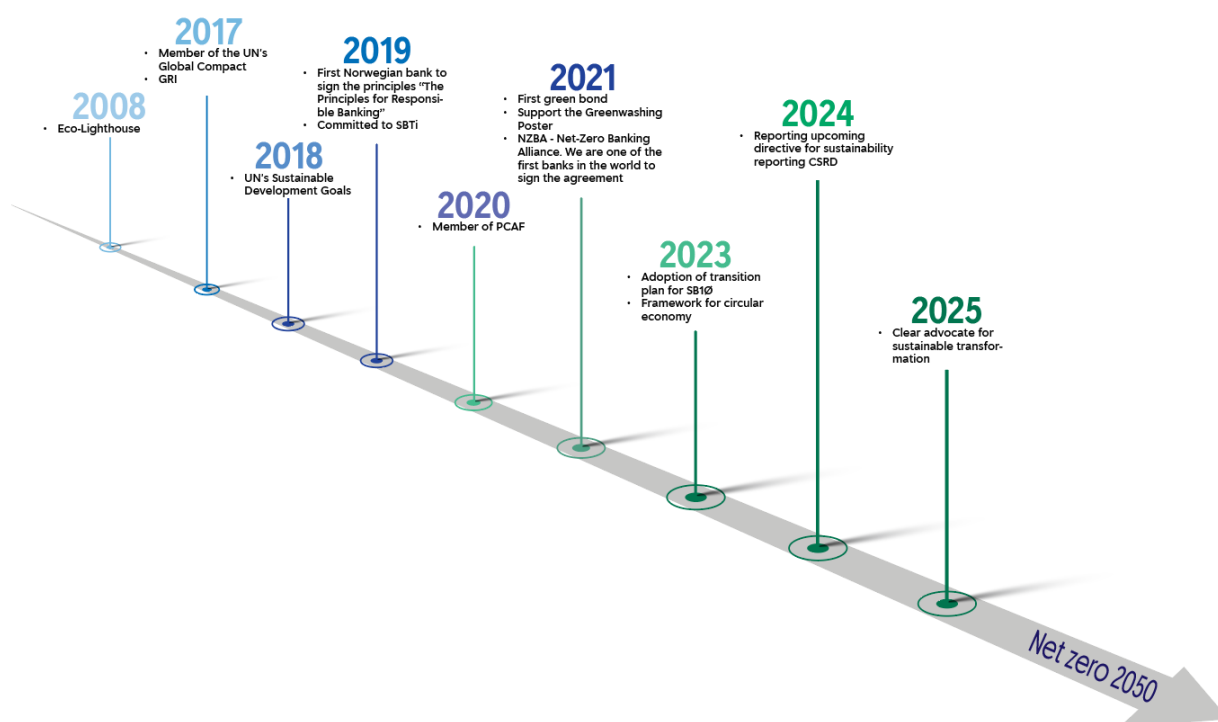 2008
• Eco-Lighthouse
2017
• Member of the UN's
Global Compact
• GRI
2018
• UN's Sustainable
Development Goals
2019
• First Norwegian bank to
sign the principles “The
Principles for Responsi-
ble Banking”
• Committed to SBTi
2020
• Member of PCAF
2021
• First green bond
• Support the Greenwashing
Poster
• NZBA - Net-Zero Banking
Alliance. We are one of the
first banks in the world to
sign the agreement
2023
• Adoption of transition
plan for SB1Ø
• Framework for circular
economy
2024
• Reporting upcoming
directive for sustainability
reporting CSRD
2025
• Clear advocate for
sustainable transfor-
mation
Net zero 2050